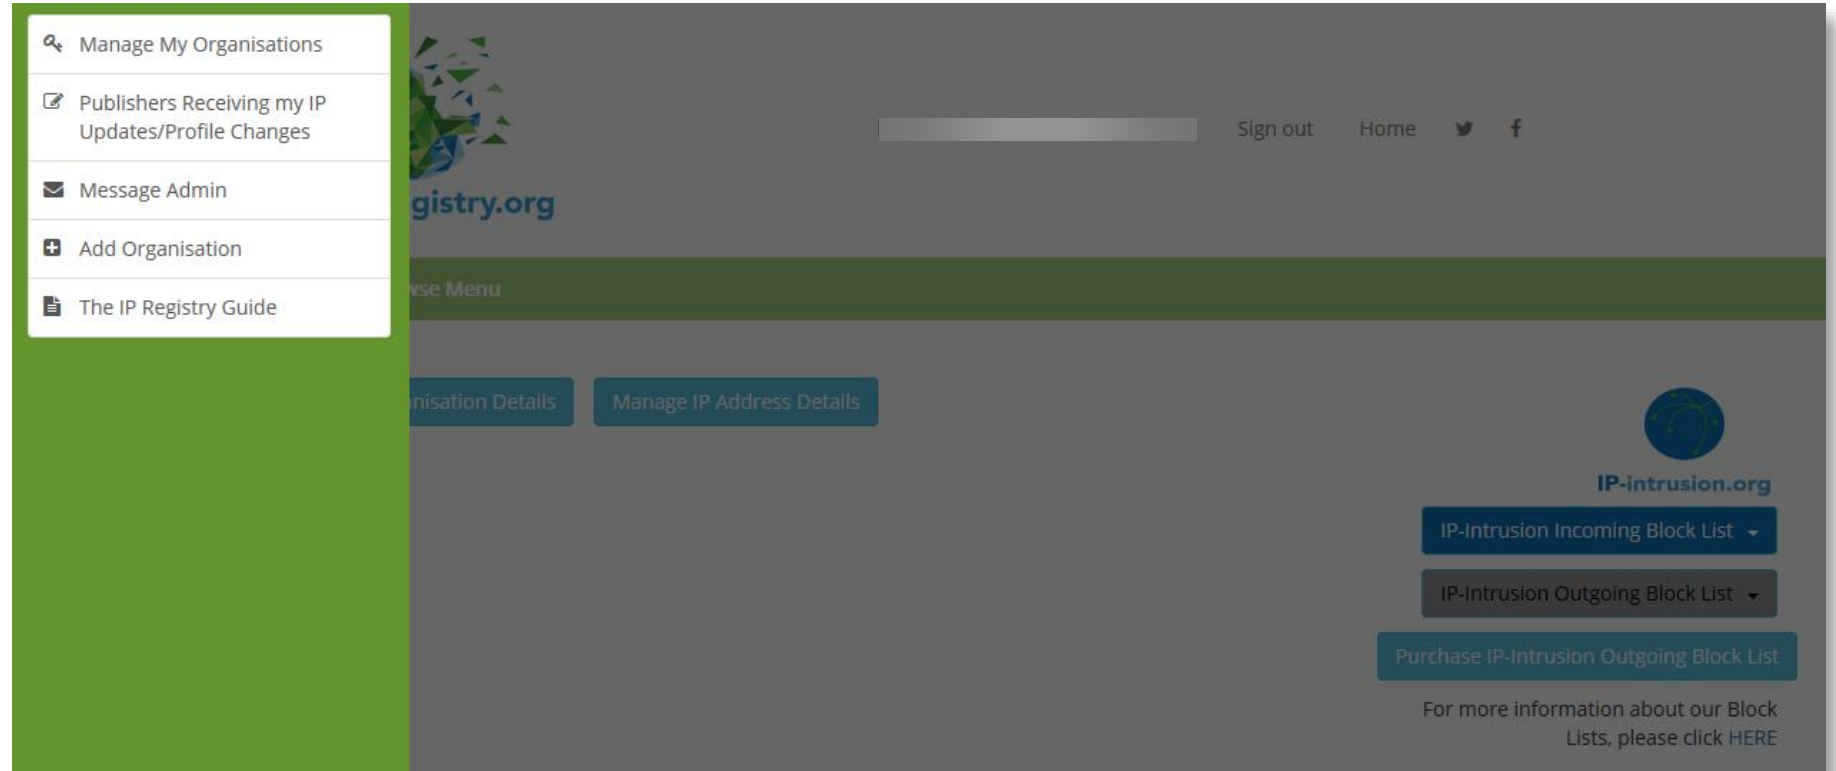 Manage My Organisations
Publishers Receiving my IP
Updates/Profile Changes
Message Admin
Add Organisation
The IP Registry Guide
gistry.org
Sign out Home
wse Menu
nisation Details
Manage IP Address Details
IP-intrusion.org
IP-Intrusion Incoming Block List
IP-Intrusion Outgoing Block List
Purchase IP-Intrusion Outgoing Block List
For more information about our Block
Lists, please click HERE